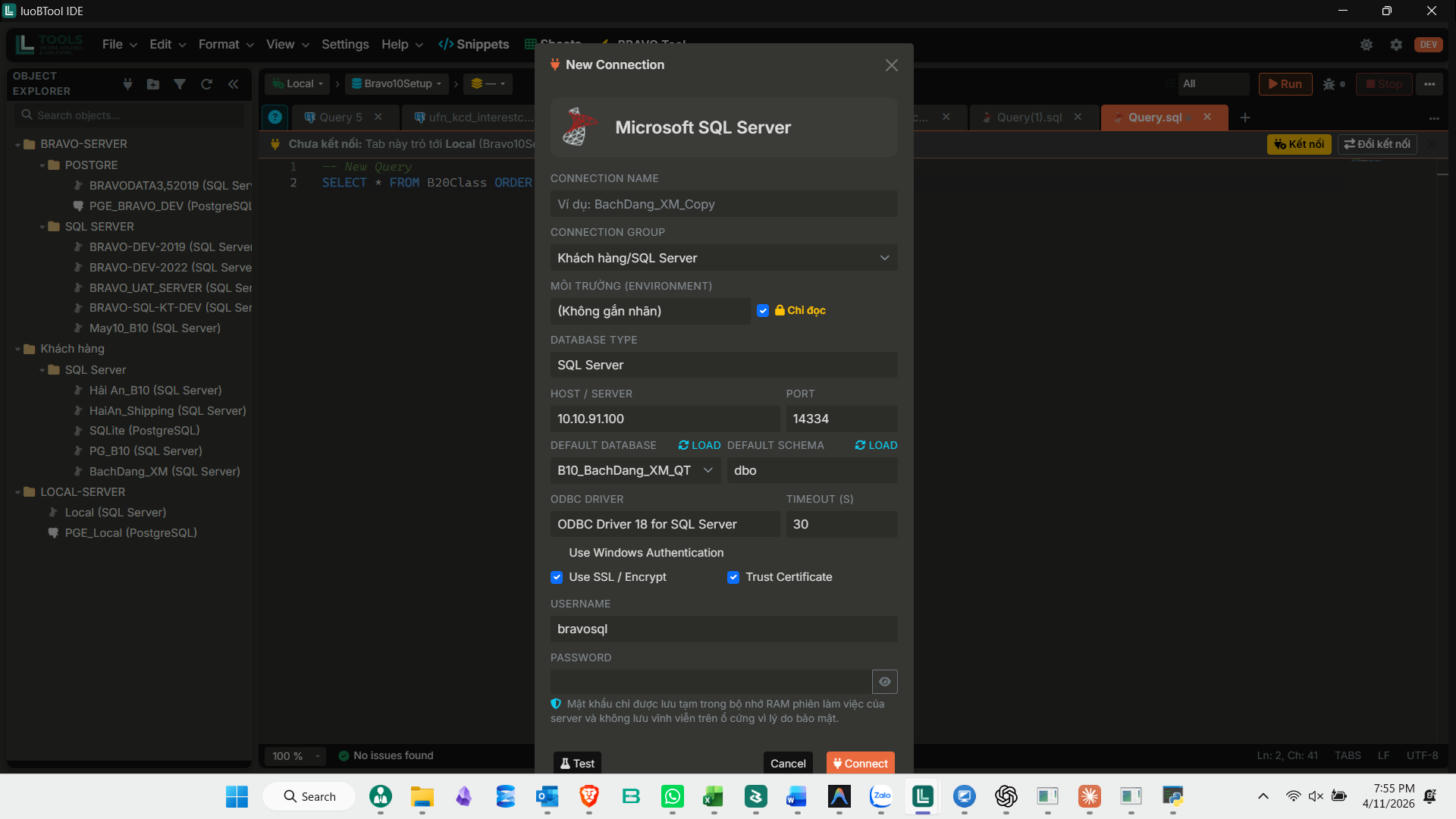 luoBTool IDE
TOOLS
File
Edit
Format
View
Settings
Help
</> Snippets
DEV
OBJECT
EXPLORER
Local
Bravo10Setup
—
All
Run
Stop
Search objects...
Query 5
ufn_kcd_interestc...
c...
Query(1).sql
Query.sql
Chưa kết nối: Tab này trỏ tới Local (Bravo10Se
Kết nối
Đổi kết nối
1 -- New Query
2 SELECT * FROM B20Class ORDER
BRAVO-SERVER
POSTGRE
BRAVODATA3,52019 (SQL Ser
PGE_BRAVO_DEV (PostgreSQL
SQL SERVER
BRAVO-DEV-2019 (SQL Server
BRAVO-DEV-2022 (SQL Serve
BRAVO_UAT_SERVER (SQL Ser
BRAVO-SQL-KT-DEV (SQL Ser
May10_B10 (SQL Server)
Khách hàng
SQL Server
Hải An_B10 (SQL Server)
HaiAn_Shipping (SQL Server)
SQLite (PostgreSQL)
PG_B10 (SQL Server)
BachDang_XM (SQL Server)
LOCAL-SERVER
Local (SQL Server)
PGE_Local (PostgreSQL)
New Connection
Microsoft SQL Server
CONNECTION NAME
Ví dụ: BachDang_XM_Copy
CONNECTION GROUP
Khách hàng/SQL Server
MÔI TRƯỜNG (ENVIRONMENT)
(Không gắn nhãn)
Chỉ đọc
DATABASE TYPE
SQL Server
HOST / SERVER
PORT
10.10.91.100
14334
DEFAULT DATABASE
LOAD
DEFAULT SCHEMA
LOAD
B10_BachDang_XM_QT
dbo
ODBC DRIVER
TIMEOUT (S)
ODBC Driver 18 for SQL Server
30
Use Windows Authentication
Use SSL / Encrypt
Trust Certificate
USERNAME
bravosql
PASSWORD
Mật khẩu chỉ được lưu tạm trong bộ nhớ RAM phiên làm việc của
server và không lưu vĩnh viễn trên ổ cứng vì lý do bảo mật.
Test
Cancel
Connect
100 %
No issues found
Ln: 2, Ch: 41
TABS
LF
UTF-8
Search
Zalo
7:55 PM
4/11/2026